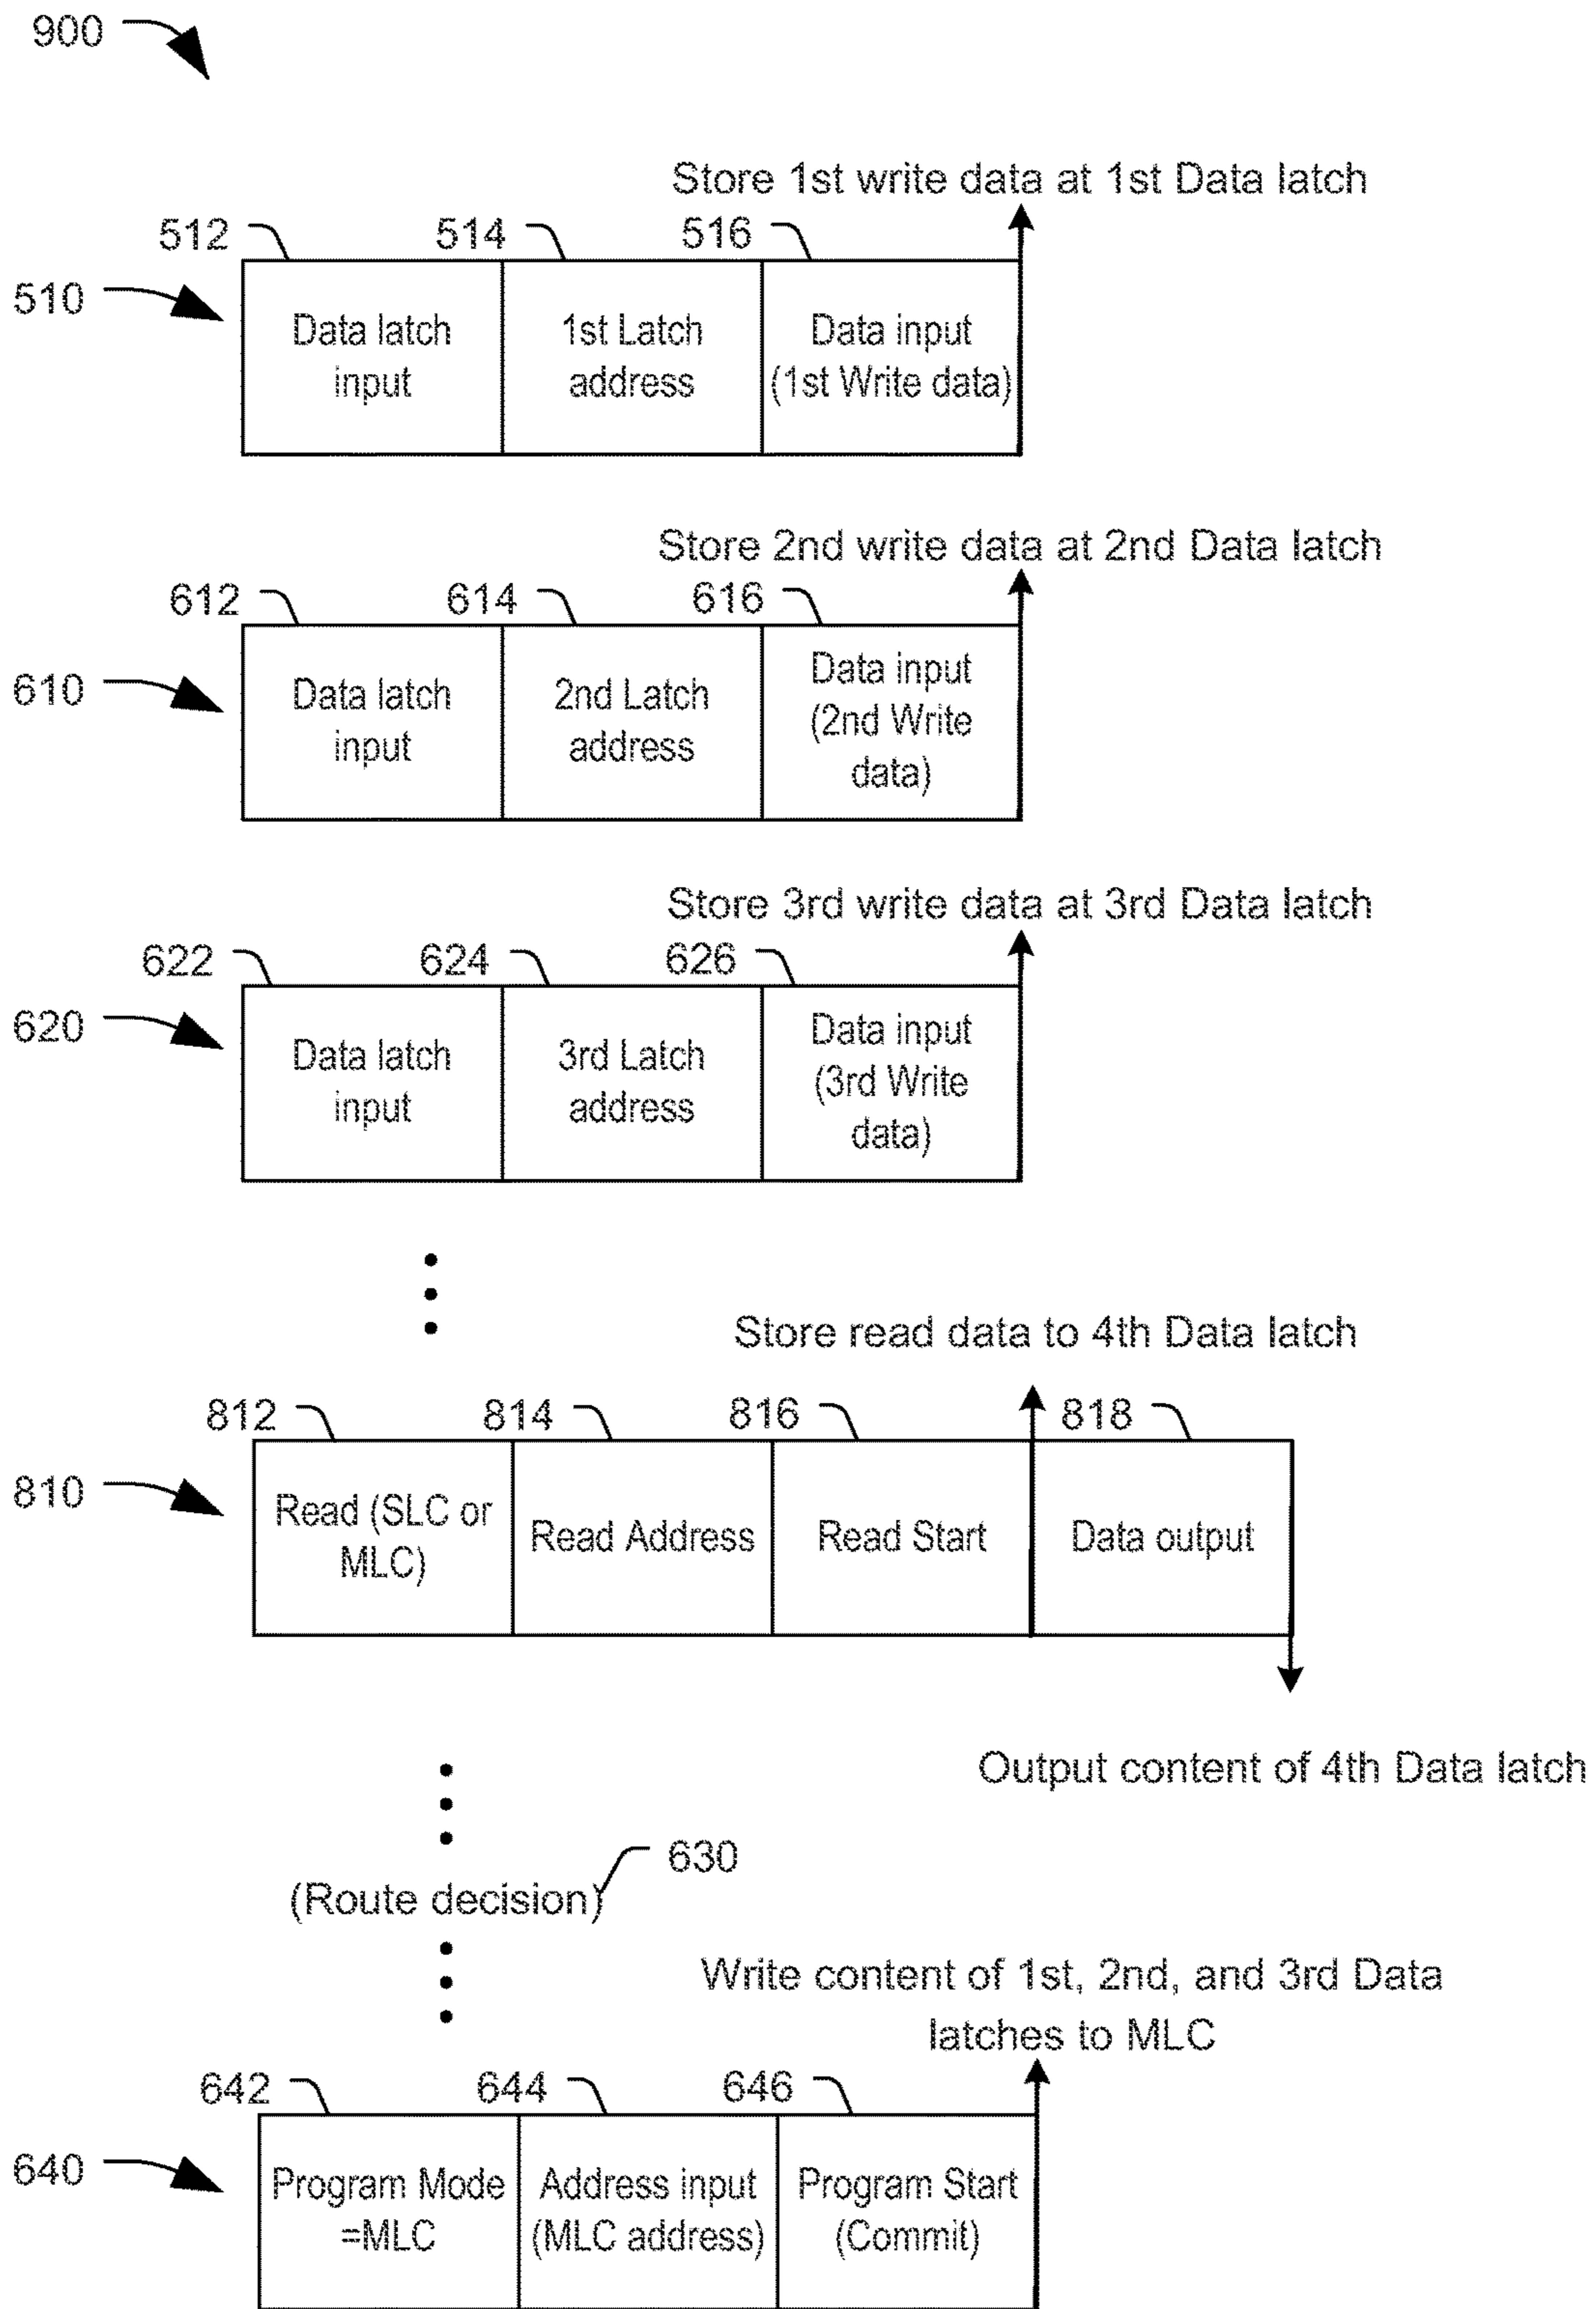 900
Store 1st write data at 1st Data latch
512 514 516
510
Data latch input
1st Latch address
Data input (1st Write data)
Store 2nd write data at 2nd Data latch
612 614 616
610
Data latch input
2nd Latch address
Data input (2nd Write data)
Store 3rd write data at 3rd Data latch
622 624 626
620
Data latch input
3rd Latch address
Data input (3rd Write data)
Store read data to 4th Data latch
812 814 816 818
810
Read (SLC or MLC)
Read Address
Read Start
Data output
Output content of 4th Data latch
630
(Route decision)
Write content of 1st, 2nd, and 3rd Data
latches to MLC
642 644 646
640
Program Mode =MLC
Address input (MLC address)
Program Start (Commit)